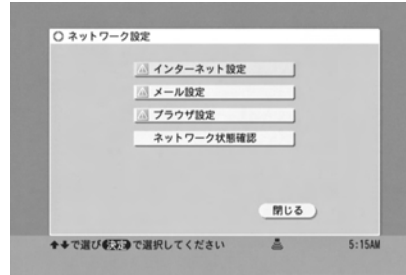 ネットワーク設定
インターネット設定
メール設定
ブラウザ設定
ネットワーク状態確認
閉じる
で選び決定で選択してください 5:15AM